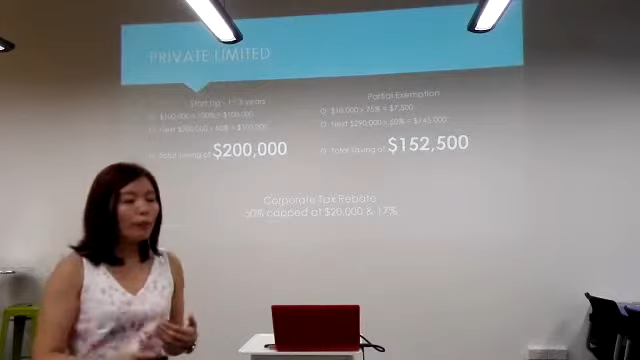 PRIVATE LIMITED
Start Up - 1st 3 years
$100,000 x 100% = $100,000
Next $200,000 x 50% = $100,000
Total Saving of $200,000
Partial Exemption
$10,000 x 75% = $7,500
Next $290,000 x 50% = $145,000
Total Saving of $152,500
Corporate Tax Rebate
50% capped at $20,000 & 17%